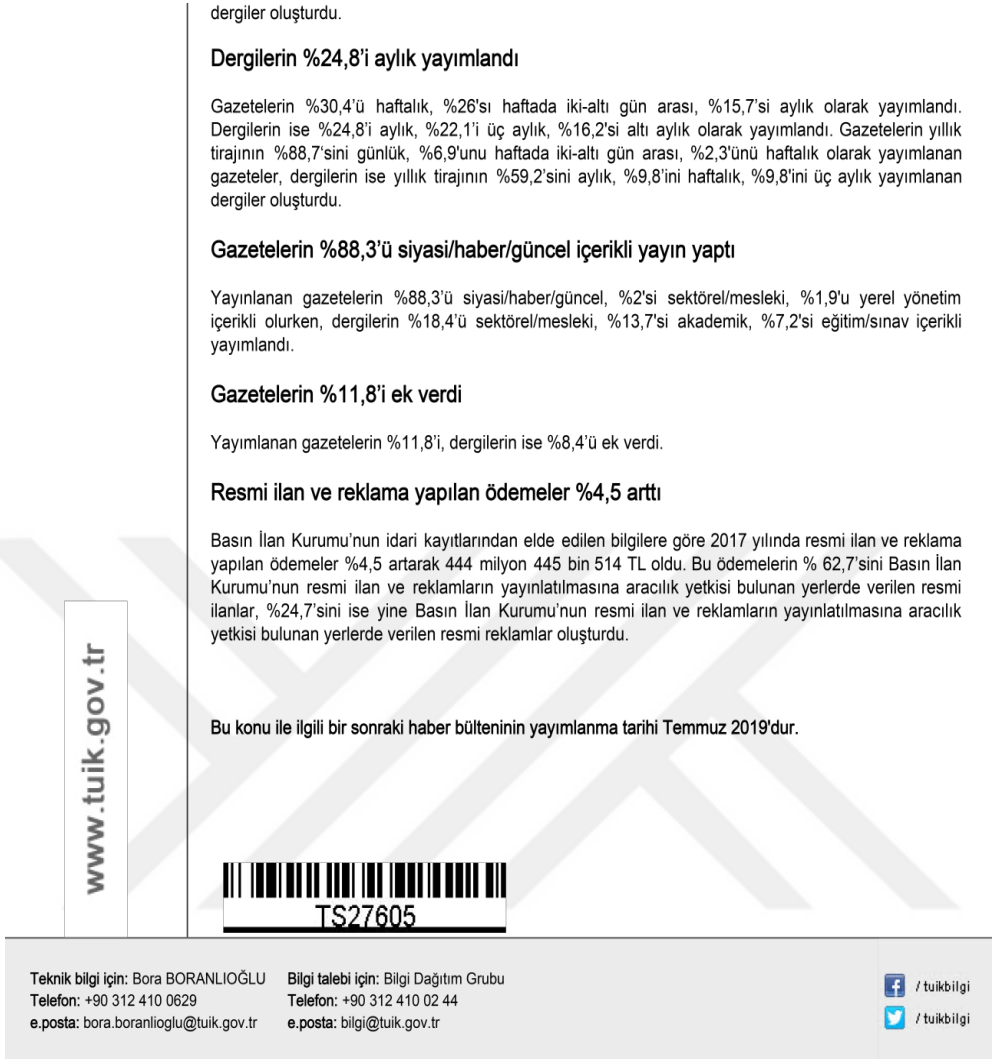 dergiler oluşturdu.
Dergilerin %24,8’i aylık yayımlandı
Gazetelerin %30,4’ü haftalık, %26'sı haftada iki-altı gün arası, %15,7’si aylık olarak yayımlandı.
Dergilerin ise %24,8’i aylık, %22,1’i üç aylık, %16,2'si altı aylık olarak yayımlandı. Gazetelerin yıllık
tirajının %88,7‘sini günlük, %6,9'unu haftada iki-altı gün arası, %2,3'ünü haftalık olarak yayımlanan
gazeteler, dergilerin ise yıllık tirajının %59,2’sini aylık, %9,8’ini haftalık, %9,8'ini üç aylık yayımlanan
dergiler oluşturdu.
Gazetelerin %88,3’ü siyasi/haber/güncel içerikli yayın yaptı
Yayınlanan gazetelerin %88,3’ü siyasi/haber/güncel, %2'si sektörel/mesleki, %1,9'u yerel yönetim
içerikli olurken, dergilerin %18,4’ü sektörel/mesleki, %13,7'si akademik, %7,2'si eğitim/sınav içerikli
yayımlandı.
Gazetelerin %11,8’i ek verdi
Yayımlanan gazetelerin %11,8’i, dergilerin ise %8,4’ü ek verdi.
Resmi ilan ve reklama yapılan ödemeler %4,5 arttı
Basın İlan Kurumu’nun idari kayıtlarından elde edilen bilgilere göre 2017 yılında resmi ilan ve reklama
yapılan ödemeler %4,5 artarak 444 milyon 445 bin 514 TL oldu. Bu ödemelerin % 62,7’sini Basın İlan
Kurumu’nun resmi ilan ve reklamların yayınlatılmasına aracılık yetkisi bulunan yerlerde verilen resmi
ilanlar, %24,7’sini ise yine Basın İlan Kurumu’nun resmi ilan ve reklamların yayınlatılmasına aracılık
yetkisi bulunan yerlerde verilen resmi reklamlar oluşturdu.
Bu konu ile ilgili bir sonraki haber bülteninin yayımlanma tarihi Temmuz 2019'dur.
www.tuik.gov.tr
TS27605
Teknik bilgi için: Bora BORANLIOĞLU
Telefon: +90 312 410 0629
e.posta: bora.boranlioglu@tuik.gov.tr
Bilgi talebi için: Bilgi Dağıtım Grubu
Telefon: +90 312 410 02 44
e.posta: bilgi@tuik.gov.tr
/ tuikbilgi
/ tuikbilgi